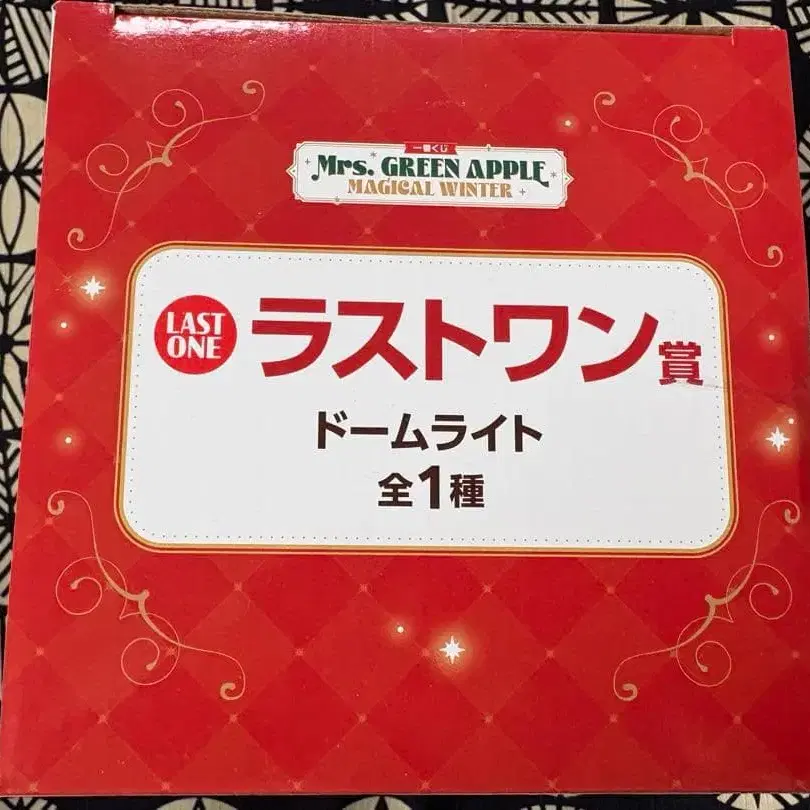 一番くじ
Mrs. GREEN APPLE
MAGICAL WINTER
LAST
ONE
ラストワン賞
ドームライト
全1種